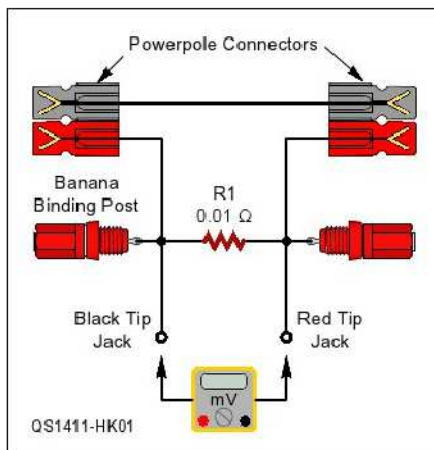 Powerpole Connectors
Banana
Binding Post
R1
0.01 Ω
Black Tip
Jack
Red Tip
Jack
mV
QS1411-HK01